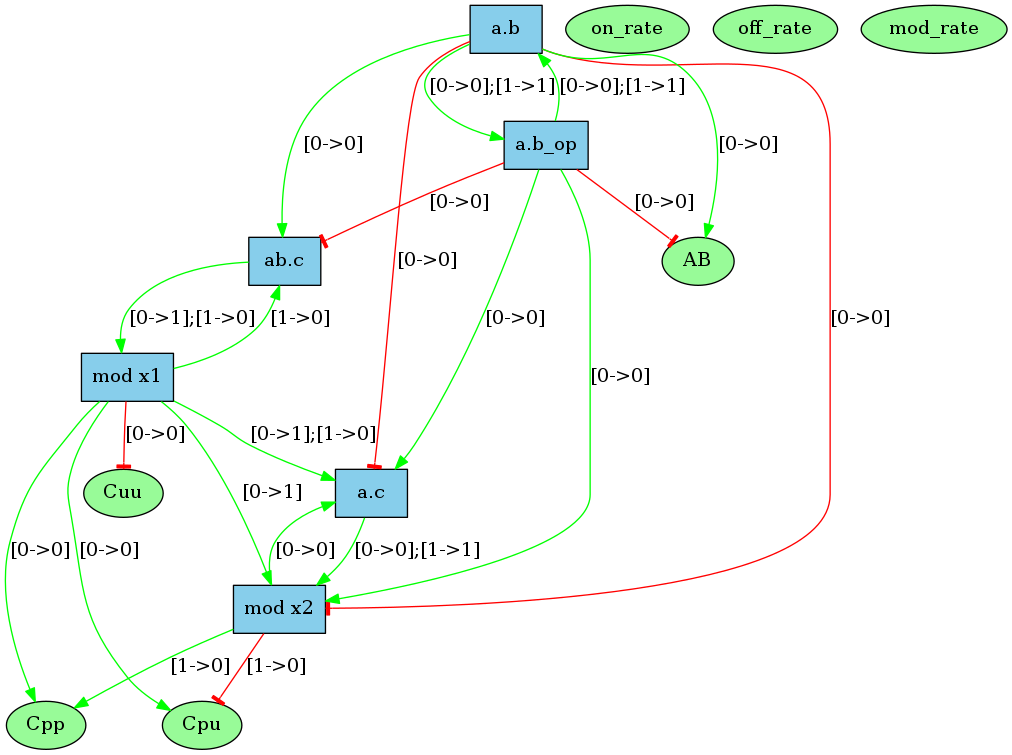 a.b
on_rate
off_rate
mod_rate
[0->0];[1->1]
[0->0];[1->1]
[0->0]
[0->0]
a.b_op
[0->0]
[0->0]
ab.c
[0->0]
AB
[0->1];[1->0]
[1->0]
[0->0]
[0->0]
mod x1
[0->0]
[0->0]
[0->1];[1->0]
Cuu
[0->1]
a.c
[0->0]
[0->0]
[0->0]
[0->0];[1->1]
mod x2
[1->0]
[1->0]
Cpp
Cpu